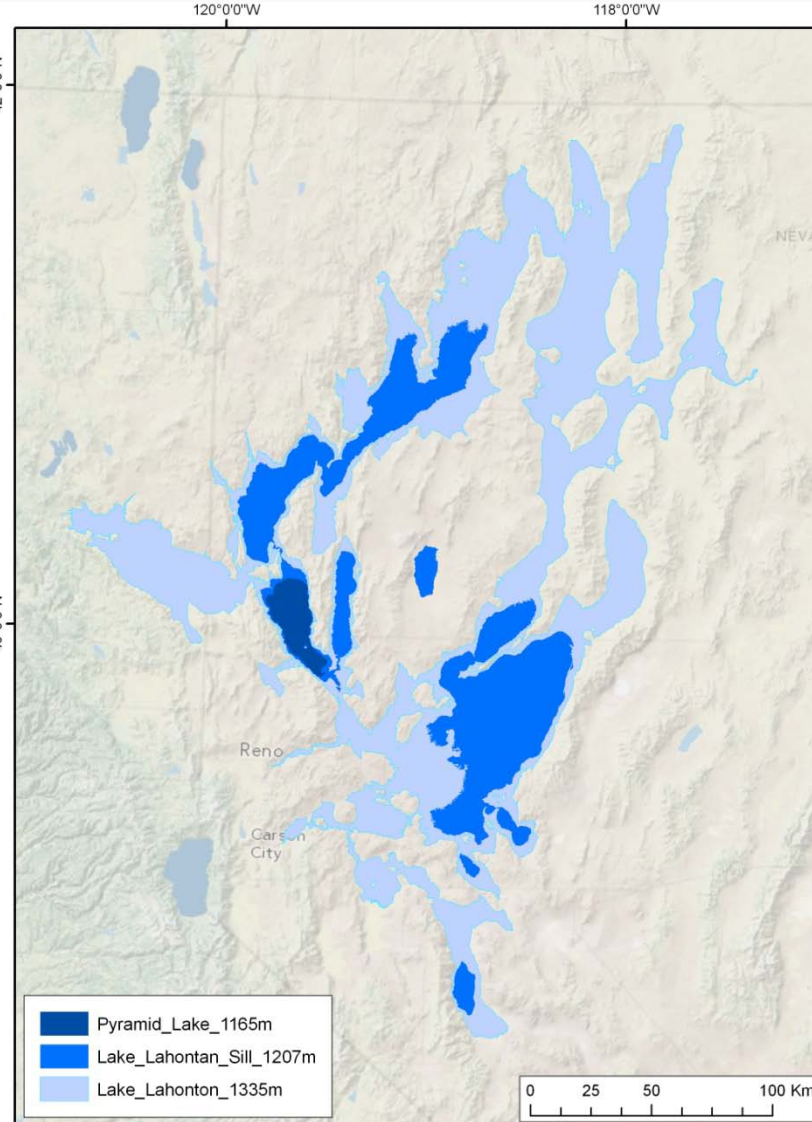 120°0'0"W
118°0'0"W
NEVA
Reno
Carson
City
Pyramid_Lake_1165m
Lake_Lahontan_Sill_1207m
Lake_Lahonton_1335m
0 25 50 100 Km